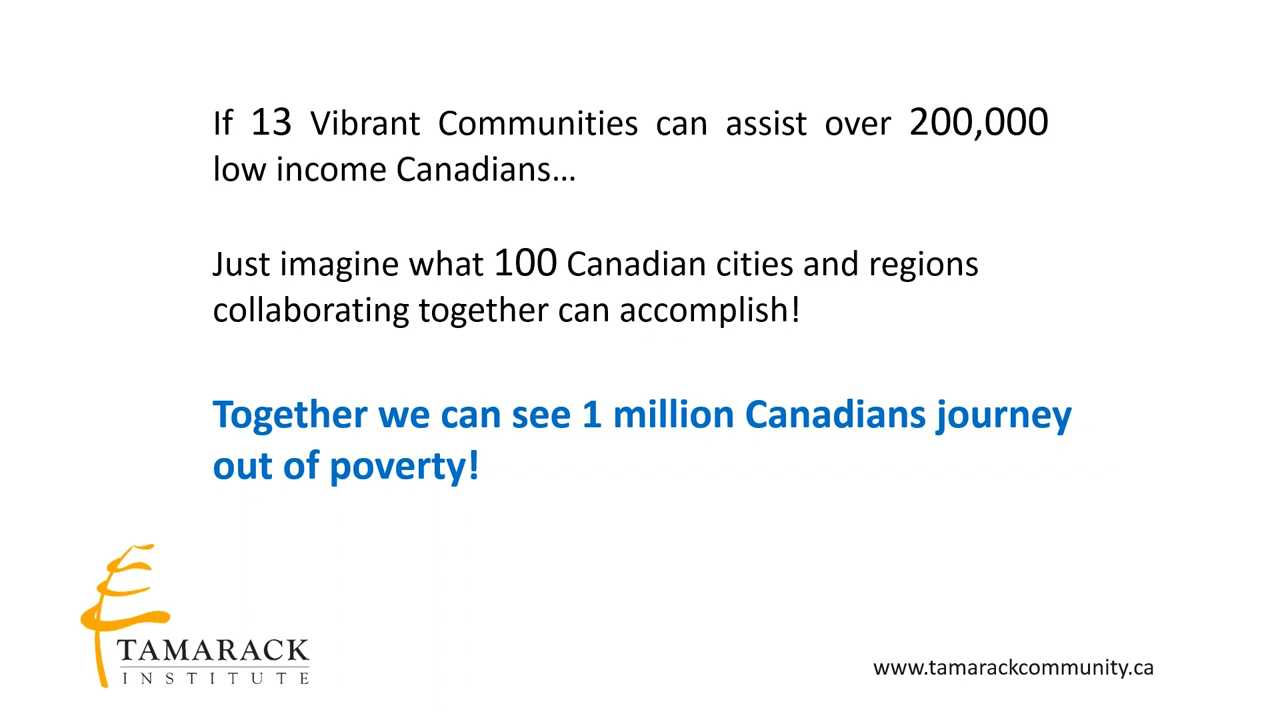 If 13 Vibrant Communities can assist over 200,000
low income Canadians…
Just imagine what 100 Canadian cities and regions
collaborating together can accomplish!
Together we can see 1 million Canadians journey
out of poverty!
TAMARACK
INSTITUTE
www.tamarackcommunity.ca